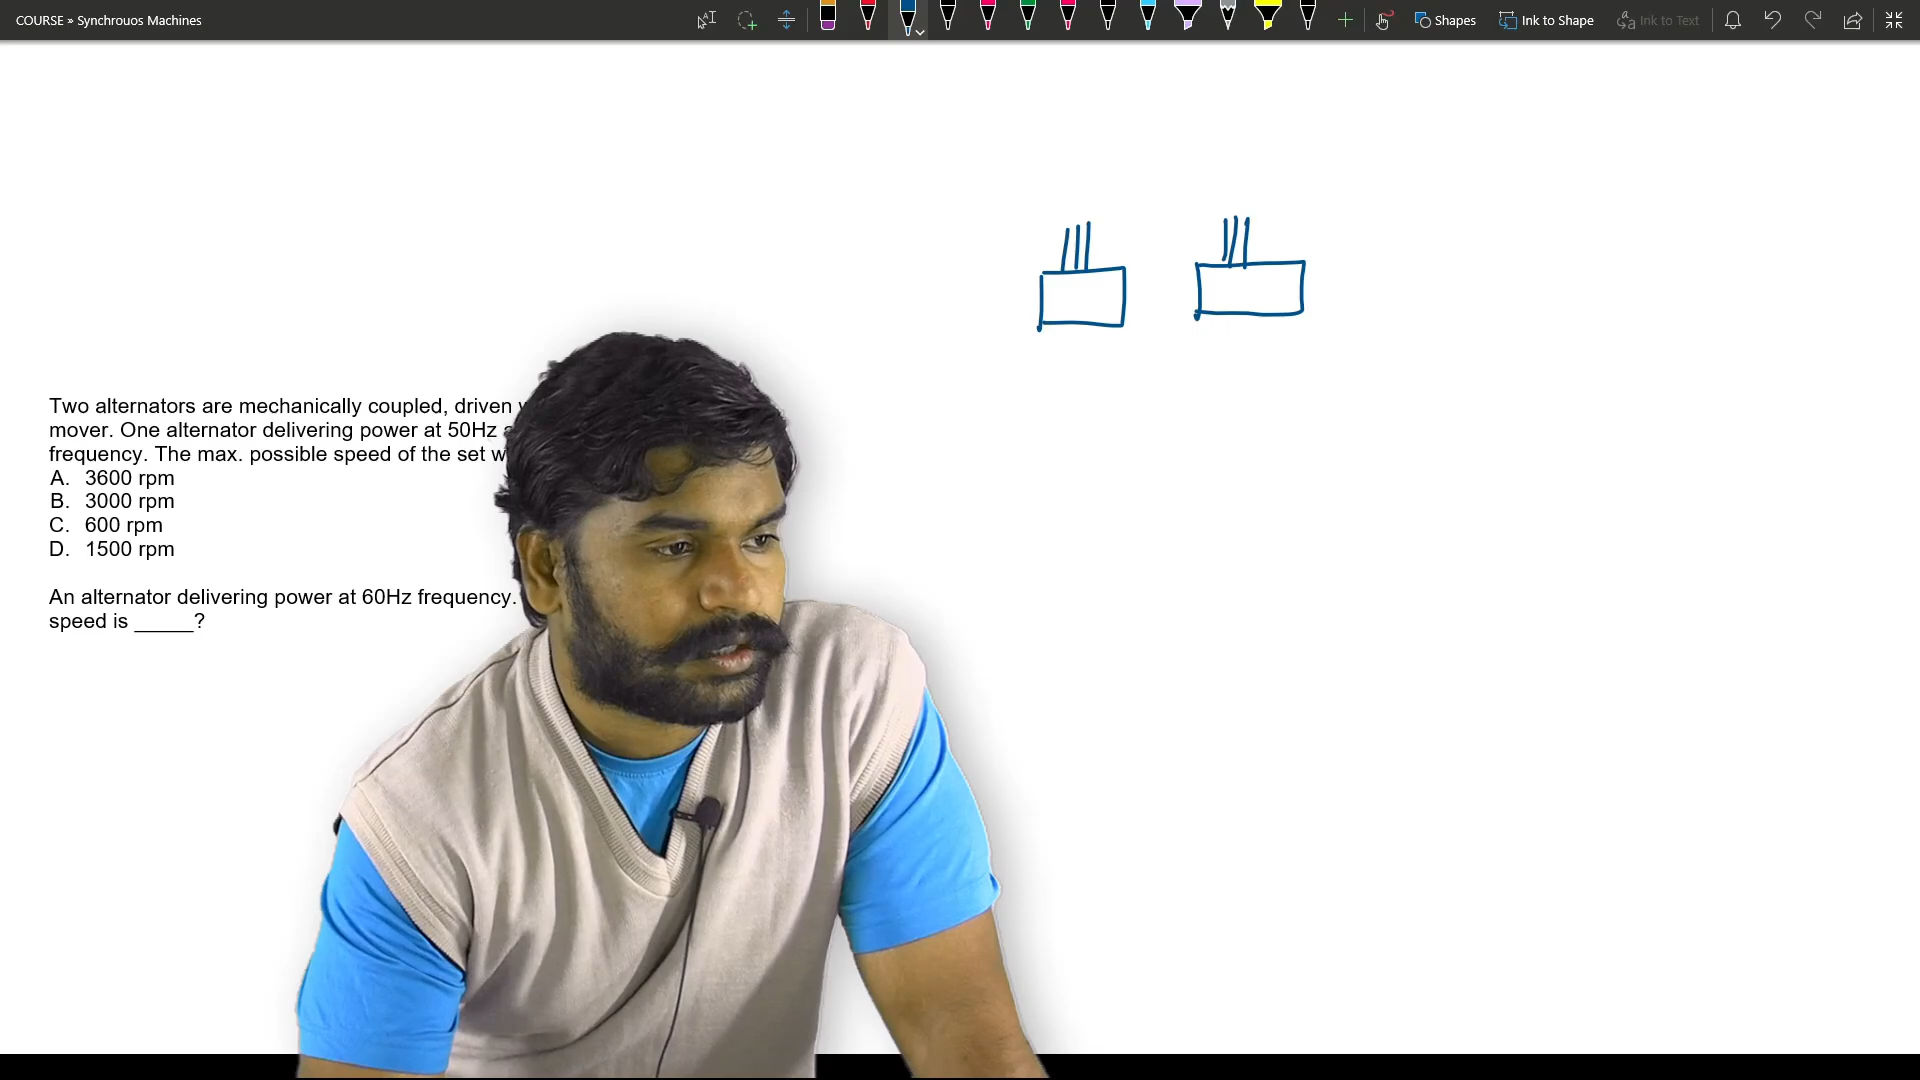 COURSE » Synchrouos Machines
Shapes
Ink to Shape
Ink to Text
Two alternators are mechanically coupled, driven
mover. One alternator delivering power at 50Hz
frequency. The max. possible speed of the set
A. 3600 rpm
B. 3000 rpm
C. 600 rpm
D. 1500 rpm
An alternator delivering power at 60Hz frequency.
speed is _____?